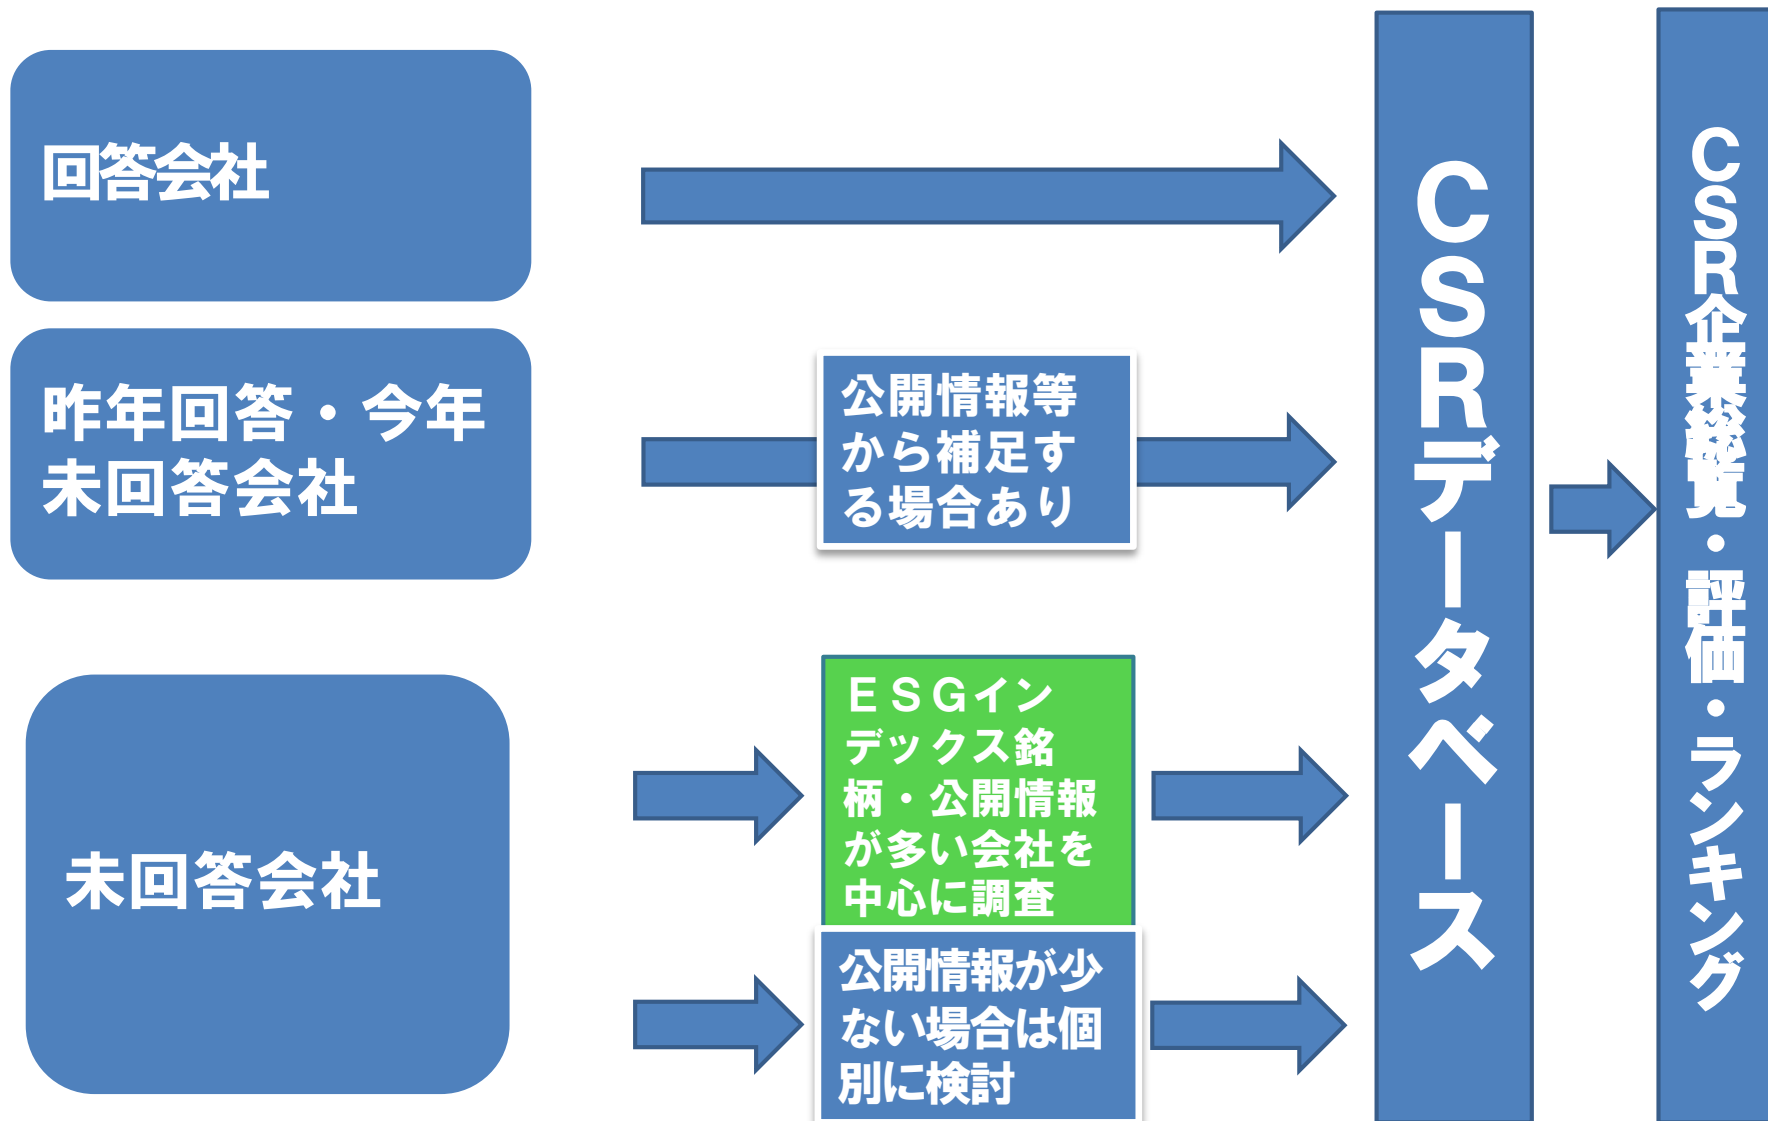 回答会社
昨年回答・今年
未回答会社
公開情報等
から補足す
る場合あり
未回答会社
ＥＳＧイン
デックス銘
柄・公開情報
が多い会社を
中心に調査
公開情報が少
ない場合は個
別に検討
ＣＳＲデータベース
ＣＳＲ企業総覧・評価・ランキング